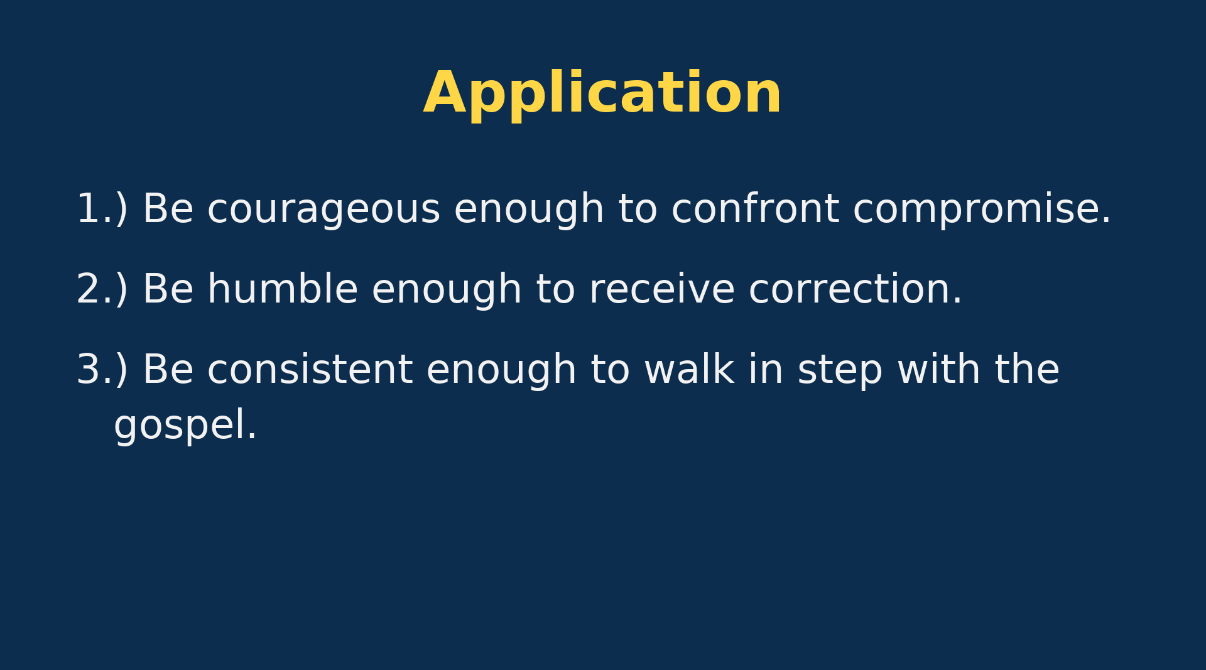 Application
1.) Be courageous enough to confront compromise.
2.) Be humble enough to receive correction.
3.) Be consistent enough to walk in step with the
gospel.